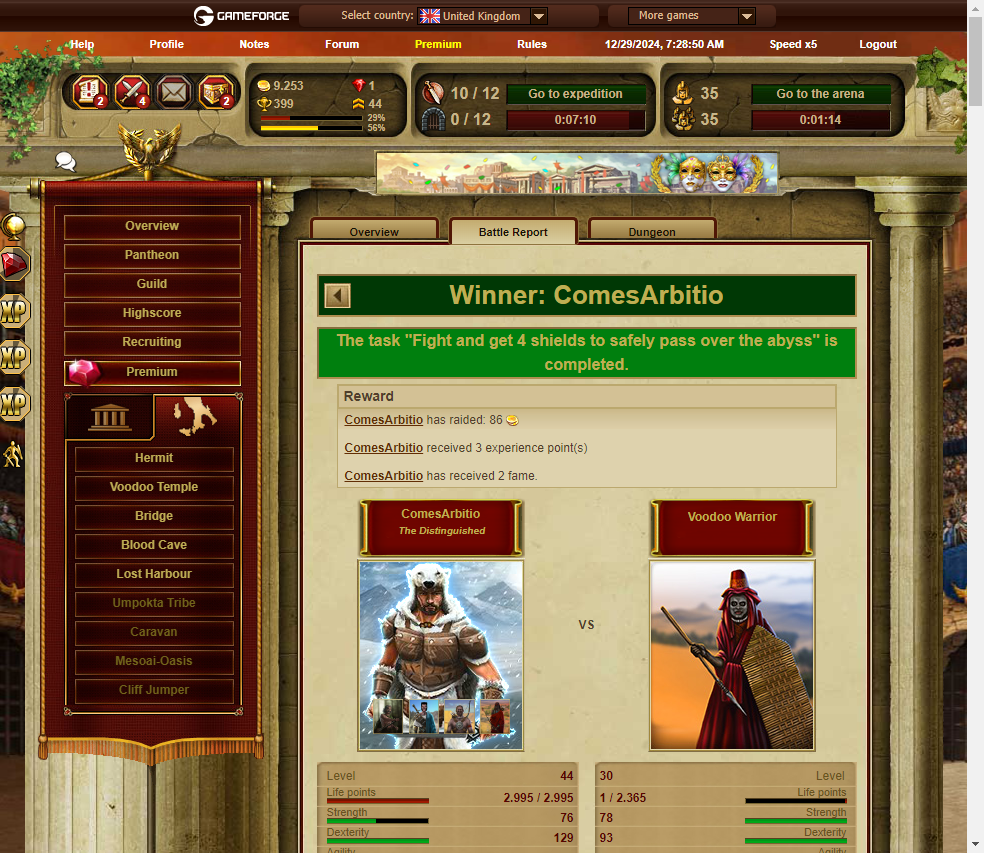 GAMEFORGE
Select country:
United Kingdom
More games
Help
Profile
Notes
Forum
Premium
Rules
12/29/2024, 7:28:50 AM
Speed x5
Logout
2
4
2
9.253
1
399
44
29%
56%
10 / 12
Go to expedition
0 / 12
0:07:10
35
Go to the arena
35
0:01:14
XP
XP
XP
Overview
Pantheon
Guild
Highscore
Recruiting
Premium
Hermit
Voodoo Temple
Bridge
Blood Cave
Lost Harbour
Umpokta Tribe
Caravan
Mesoai-Oasis
Cliff Jumper
Overview
Battle Report
Dungeon
Winner: ComesArbitio
The task "Fight and get 4 shields to safely pass over the abyss" is
completed.
Reward
ComesArbitio has raided: 86
ComesArbitio received 3 experience point(s)
ComesArbitio has received 2 fame.
ComesArbitio
The Distinguished
VS
Voodoo Warrior
Level 44
Life points 2.995 / 2.995
Strength 76
Dexterity 129
Agility
30 Level
1 / 2.365 Life points
78 Strength
93 Dexterity
Agility